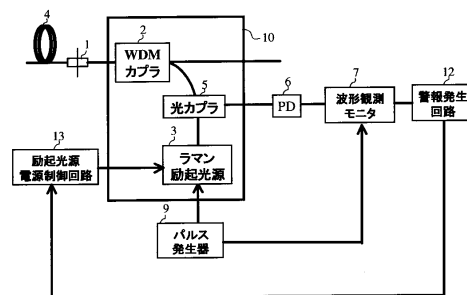 4
1
2
WDM
カプラ
10
5
光カプラ
6
PD
7
波形観測
モニタ
12
警報発生
回路
13
励起光源
電源制御回路
3
ラマン
励起光源
9
パルス
発生器